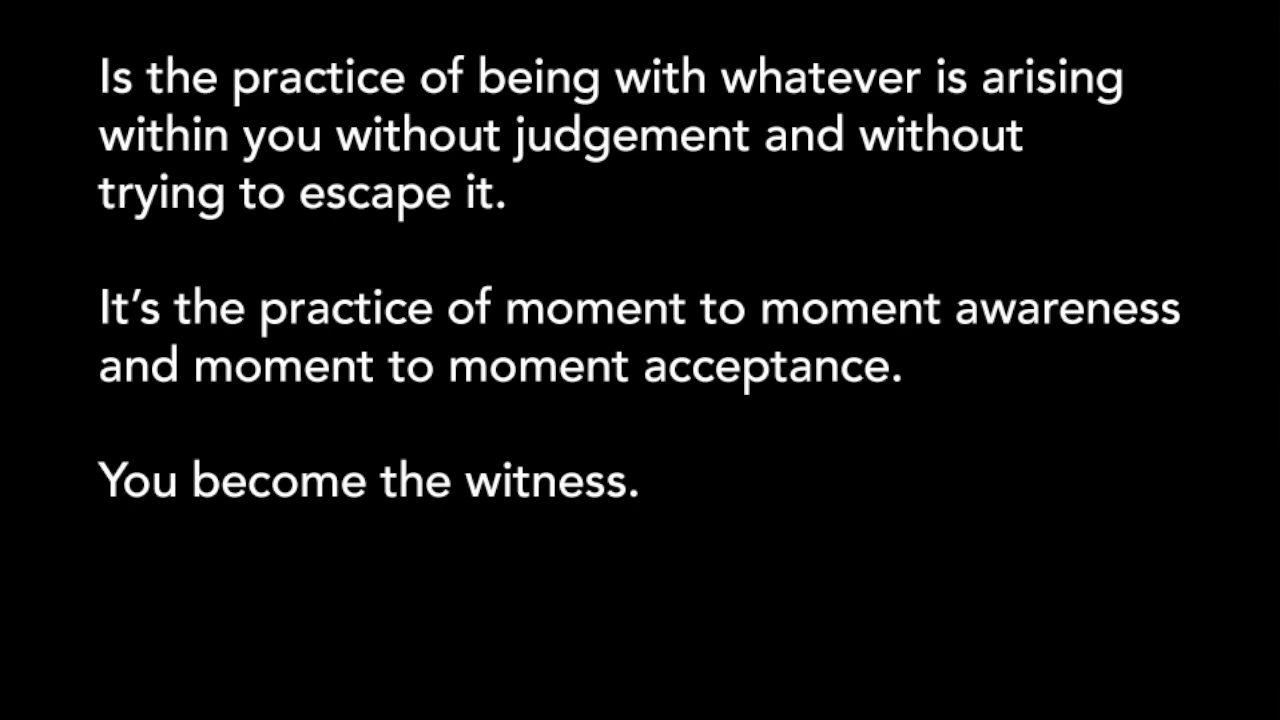 Is the practice of being with whatever is arising
within you without judgement and without
trying to escape it.
It’s the practice of moment to moment awareness
and moment to moment acceptance.
You become the witness.